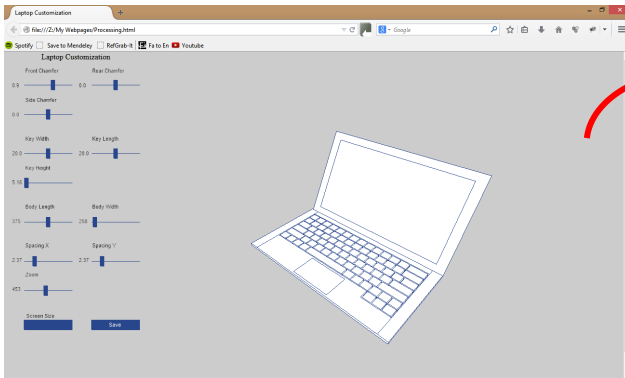 Laptop Customization
file:///Z:/My Webpages/Processing.html
Google
Spotify Save to Mendeley RefGrab-It Fa to En Youtube
Laptop Customization
Front Chamfer Rear Chamfer
0.9 0.0
Side Chamfer
0.0
Key Width Key Length
20.0 20.0
Key Height
5.16
Body Length Body Width
375 250
Spacing X Spacing Y
2.37 2.37
Zoom
453
Screen Size
Save